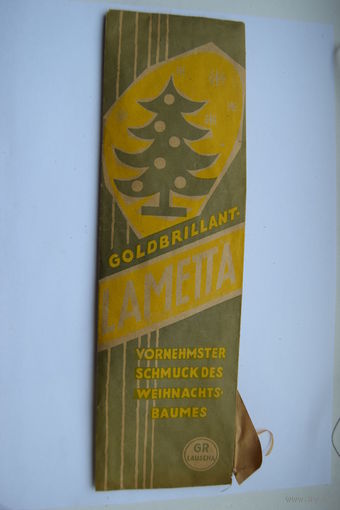 GOLDBRILLANT-
LAMETTA
VORNEHMSTER
SCHMUCK DES
WEIHNACHTS-
BAUMES
GR
LAUSCHA